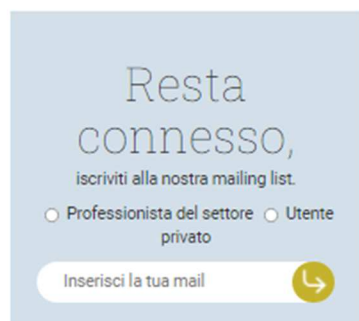 Resta
connesso,
iscriviti alla nostra mailing list.
Professionista del settore Utente
privato
Inserisci la tua mail